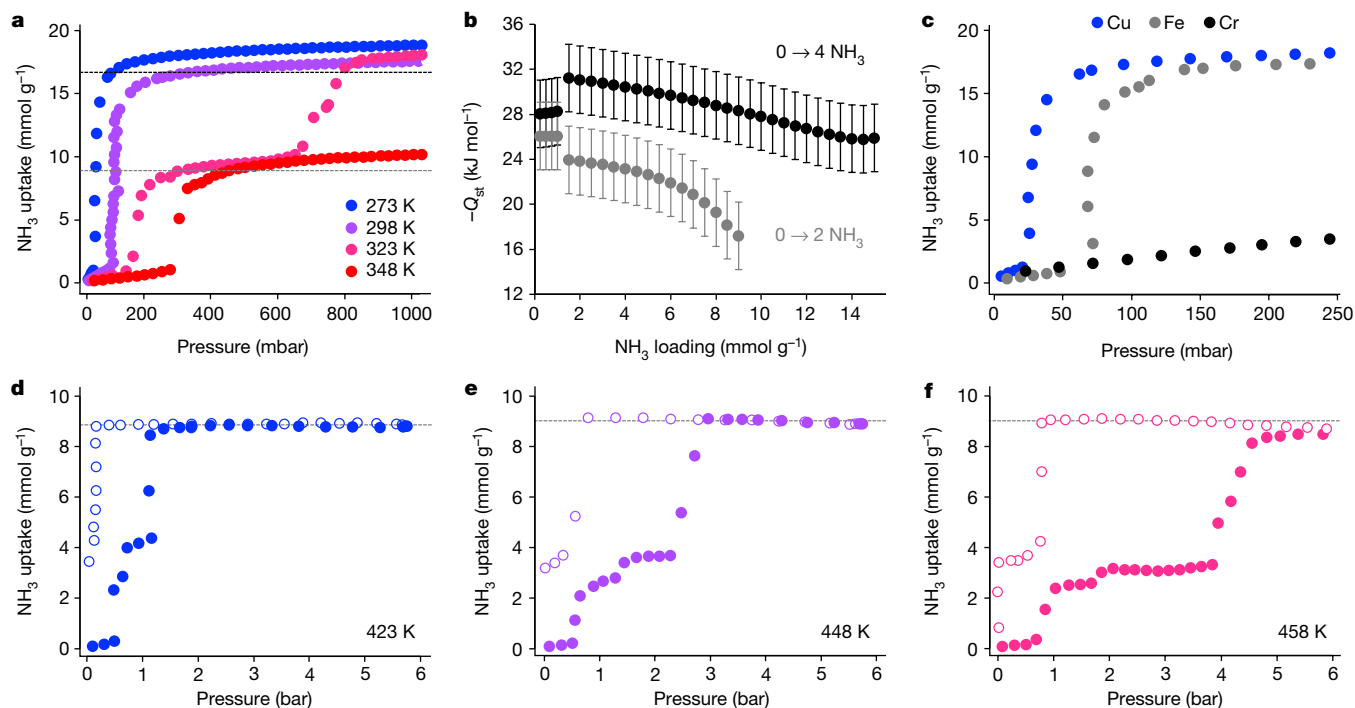 a
NH₃ uptake (mmol g⁻¹)
20
15
10
5
0
273 K
298 K
323 K
348 K
0 200 400 600 800 1000
Pressure (mbar)
b
–Qst (kJ mol⁻¹)
36
32
28
24
20
16
12
0 → 4 NH₃
0 → 2 NH₃
0 2 4 6 8 10 12 14
NH₃ loading (mmol g⁻¹)
c
Cu Fe Cr
NH₃ uptake (mmol g⁻¹)
20
15
10
5
0
0 50 100 150 200 250
Pressure (mbar)
d
NH₃ uptake (mmol g⁻¹)
10
8
6
4
2
0
423 K
0 1 2 3 4 5 6
Pressure (bar)
e
NH₃ uptake (mmol g⁻¹)
10
8
6
4
2
0
448 K
0 1 2 3 4 5 6
Pressure (bar)
f
NH₃ uptake (mmol g⁻¹)
10
8
6
4
2
0
458 K
0 1 2 3 4 5 6
Pressure (bar)